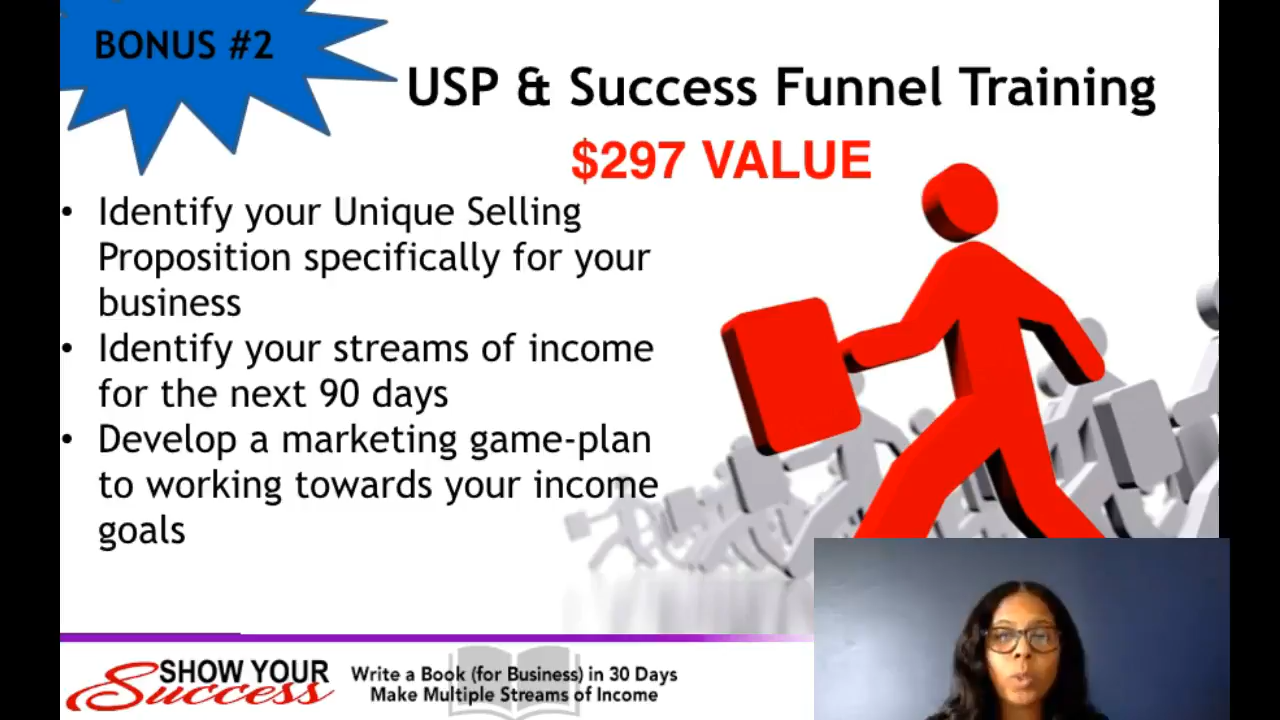 BONUS #2
USP & Success Funnel Training
$297 VALUE
• Identify your Unique Selling
Proposition specifically for your
business
• Identify your streams of income
for the next 90 days
• Develop a marketing game-plan
to working towards your income
goals
SHOW YOUR
Success
Write a Book (for Business) in 30 Days
Make Multiple Streams of Income